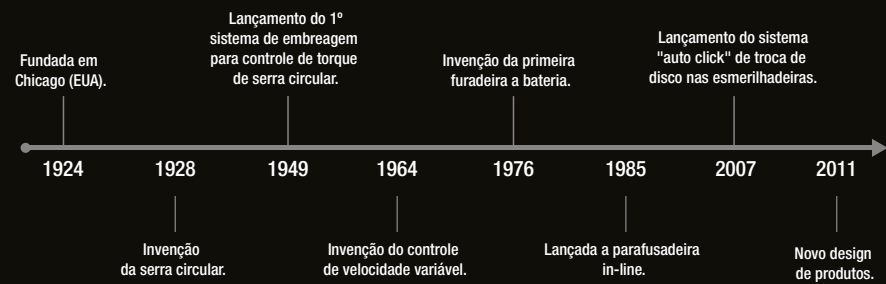 Lançamento do 1º
sistema de embreagem
para controle de torque
de serra circular.
Fundada em
Chicago (EUA).
Invenção da primeira
furadeira a bateria.
Lançamento do sistema
"auto click" de troca de
disco nas esmerilhadeiras.
1924 1928 1949 1964 1976 1985 2007 2011
Invenção
da serra circular.
Invenção do controle
de velocidade variável.
Lançada a parafusadeira
in-line.
Novo design
de produtos.